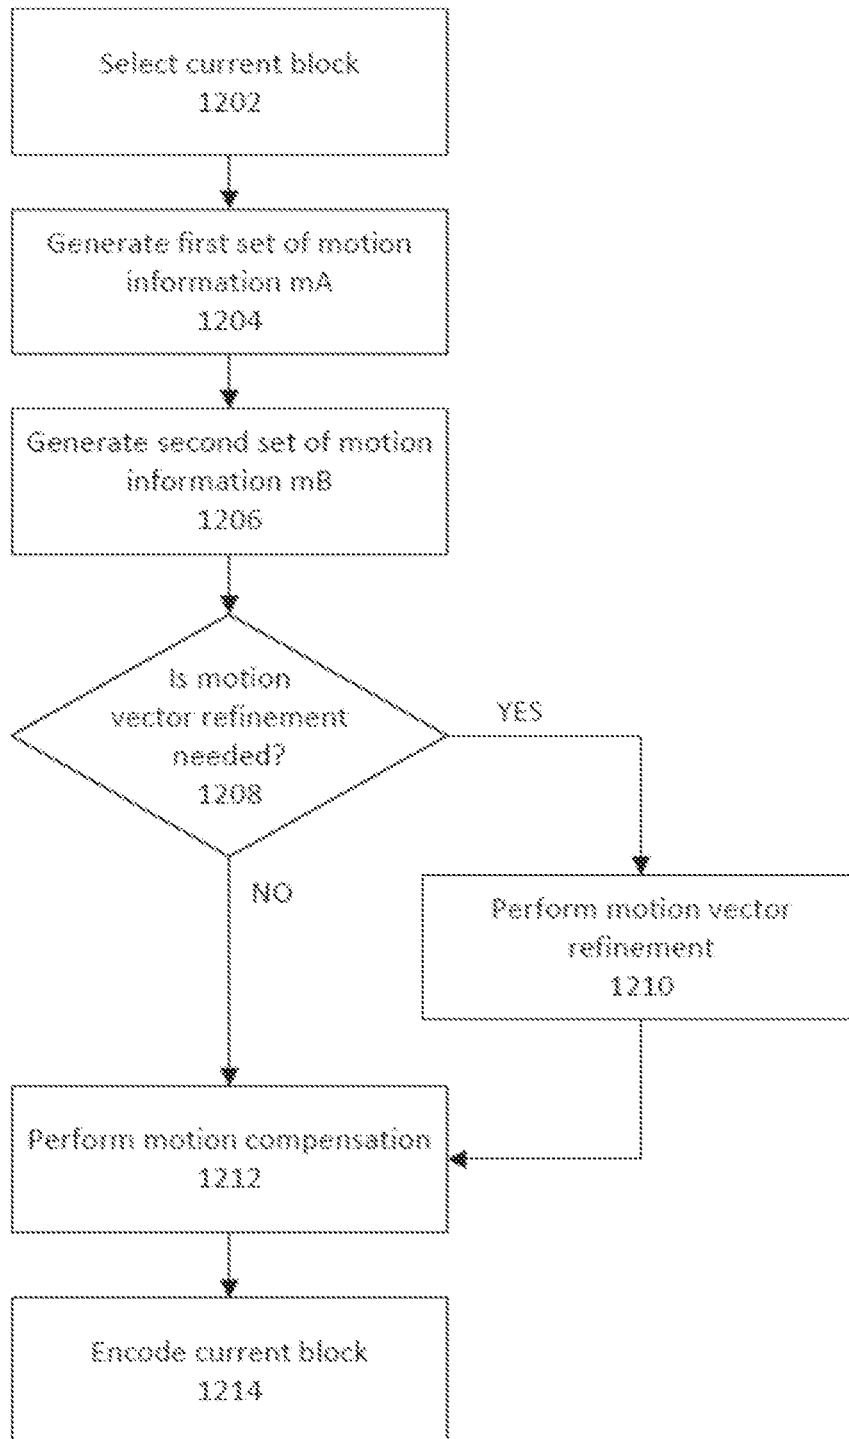 Select current block
1202
Generate first set of motion
information mA
1204
Generate second set of motion
information mB
1206
Is motion
vector refinement
needed?
1208
YES
NO
Perform motion vector
refinement
1210
Perform motion compensation
1212
Encode current block
1214